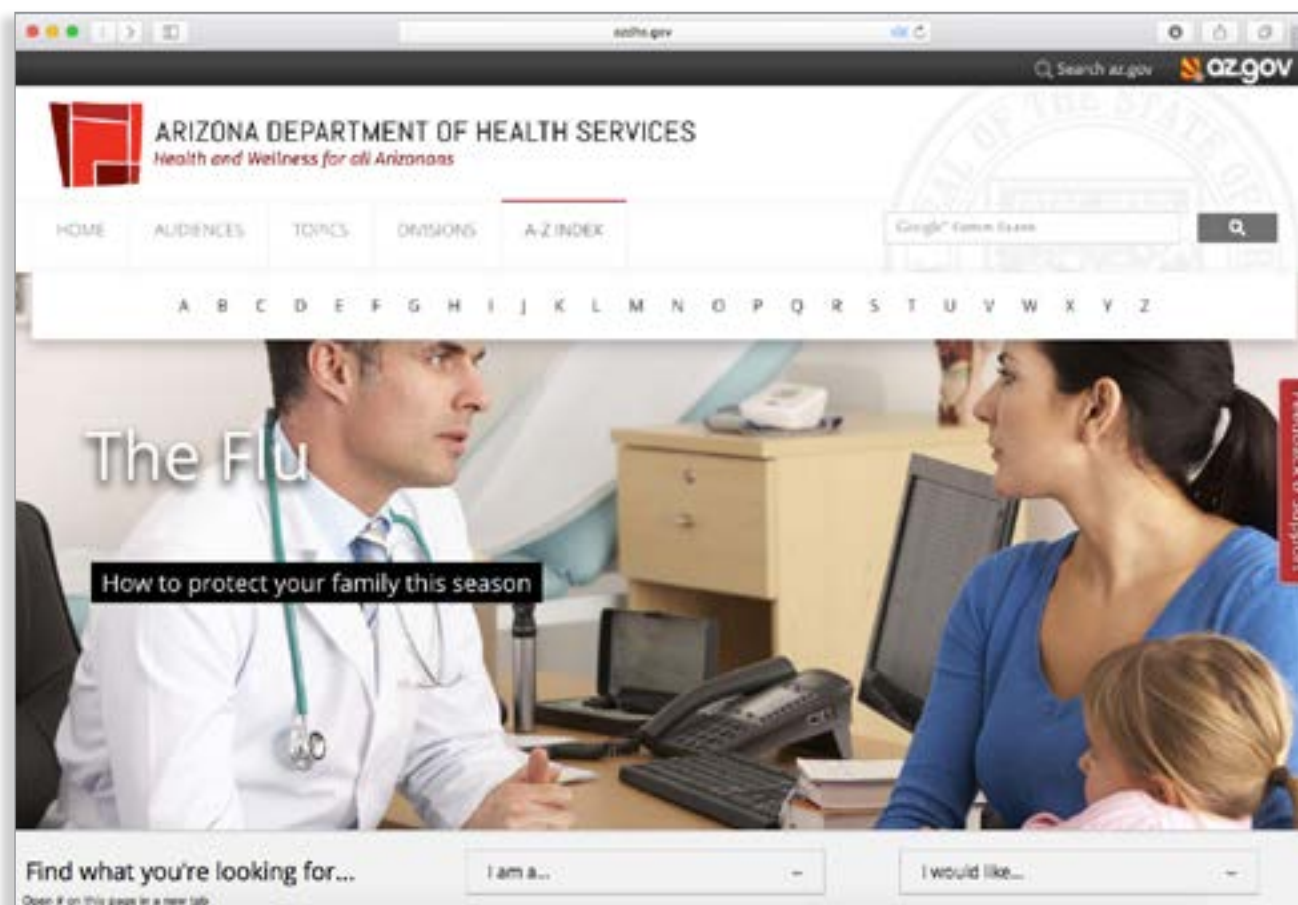 azdhs.gov
Search az.gov
az.gov
ARIZONA DEPARTMENT OF HEALTH SERVICES
Health and Wellness for all Arizonans
HOME AUDIENCES TOPICS DIVISIONS A-Z INDEX
A B C D E F G H I J K L M N O P Q R S T U V W X Y Z
The Flu
How to protect your family this season
Feedback & Support
Find what you're looking for...
I am a...
I would like...